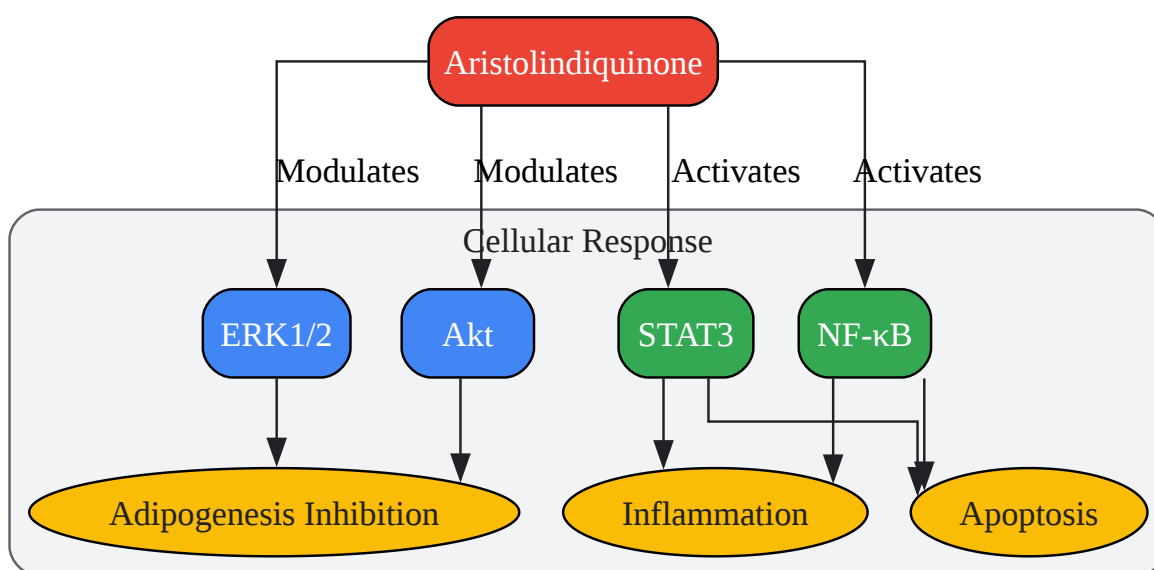 Aristolindiquinone
Modulates Modulates Activates Activates
Cellular Response
ERK1/2 Akt STAT3 NF-κB
Adipogenesis Inhibition Inflammation Apoptosis